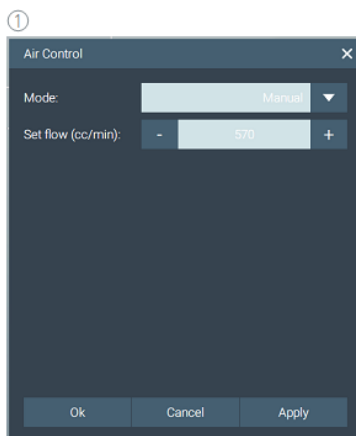 ①
Air Control ×
Mode: Manual ▼
Set flow (cc/min): - 570 +
Ok Cancel Apply